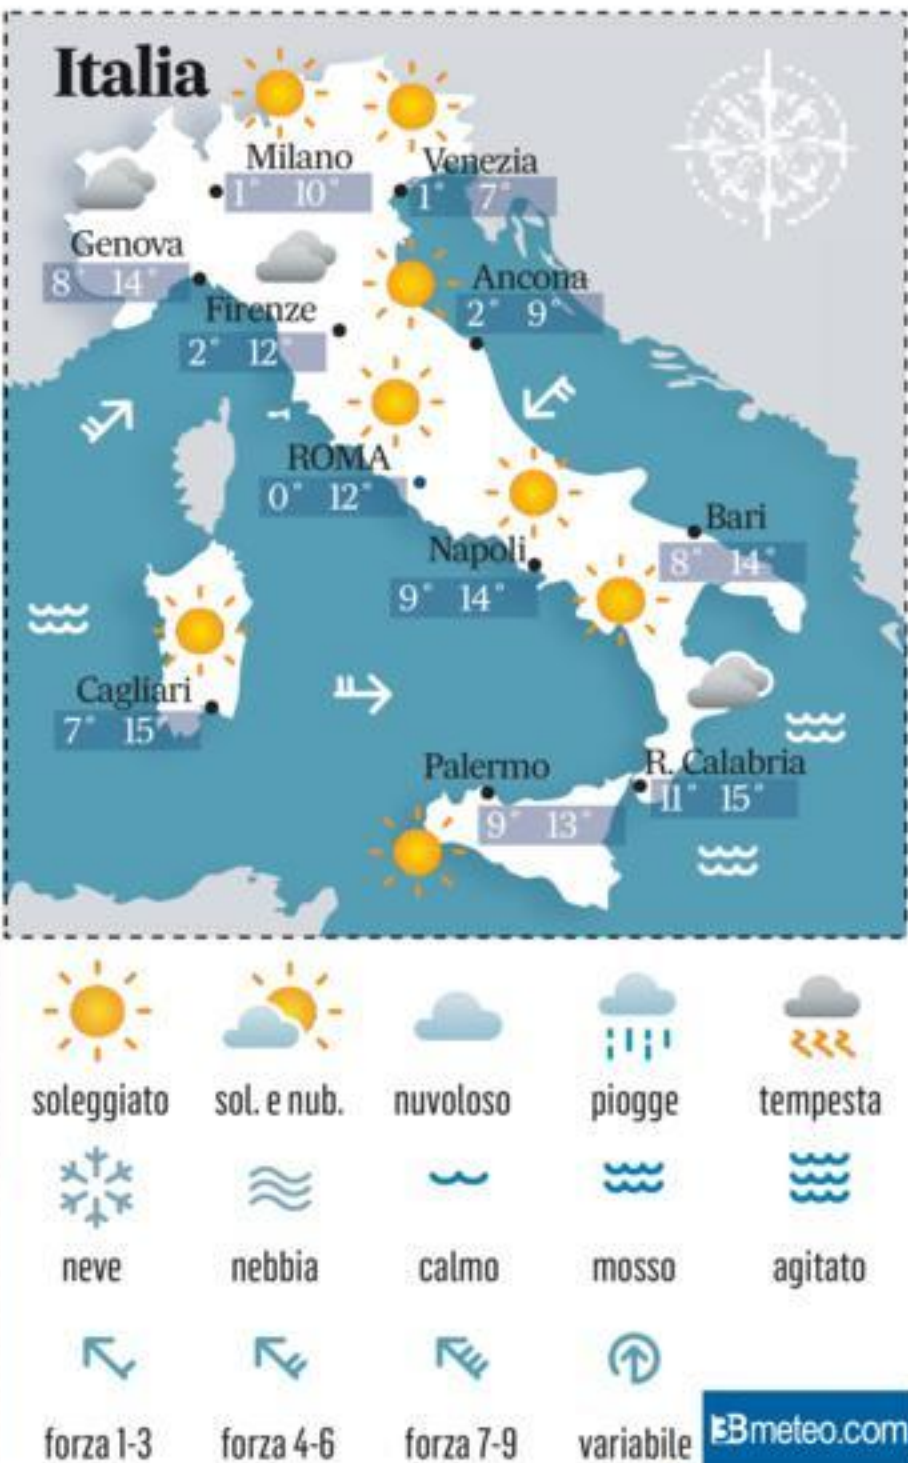 Italia
Milano
1° 10°
Venezia
1° 7°
Genova
8° 14°
Ancona
2° 9°
Firenze
2° 12°
ROMA
0° 12°
Bari
8° 14°
Napoli
9° 14°
Cagliari
7° 15°
Palermo
9° 13°
R. Calabria
11° 15°
soleggiato sol. e nub. nuvoloso piogge tempesta
neve nebbia calmo mosso agitato
forza 1-3 forza 4-6 forza 7-9 variabile
3Bmeteo.com